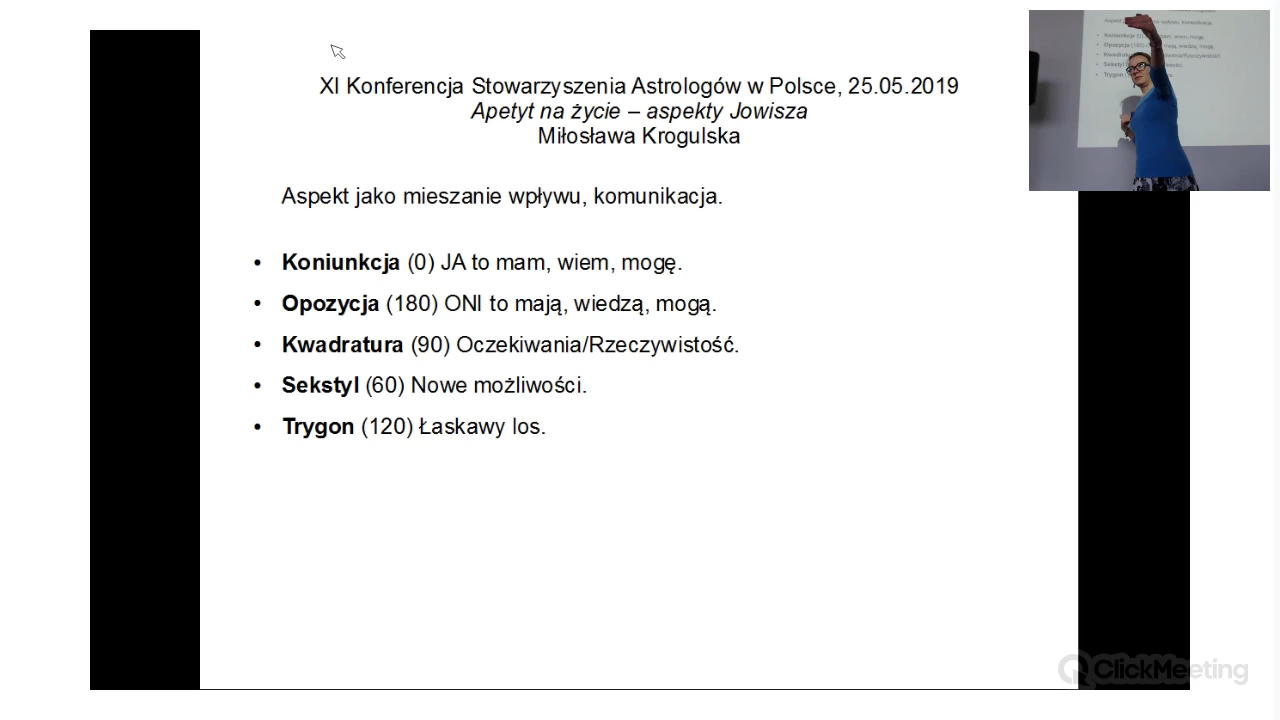 XI Konferencja Stowarzyszenia Astrologów w Polsce, 25.05.2019
Apetyt na życie – aspekty Jowisza
Miłosława Krogulska
Aspekt jako mieszanie wpływu, komunikacja.
• Koniunkcja (0) JA to mam, wiem, mogę.
• Opozycja (180) ONI to mają, wiedzą, mogą.
• Kwadratura (90) Oczekiwania/Rzeczywistość.
• Sekstyl (60) Nowe możliwości.
• Trygon (120) Łaskawy los.
ClickMeeting